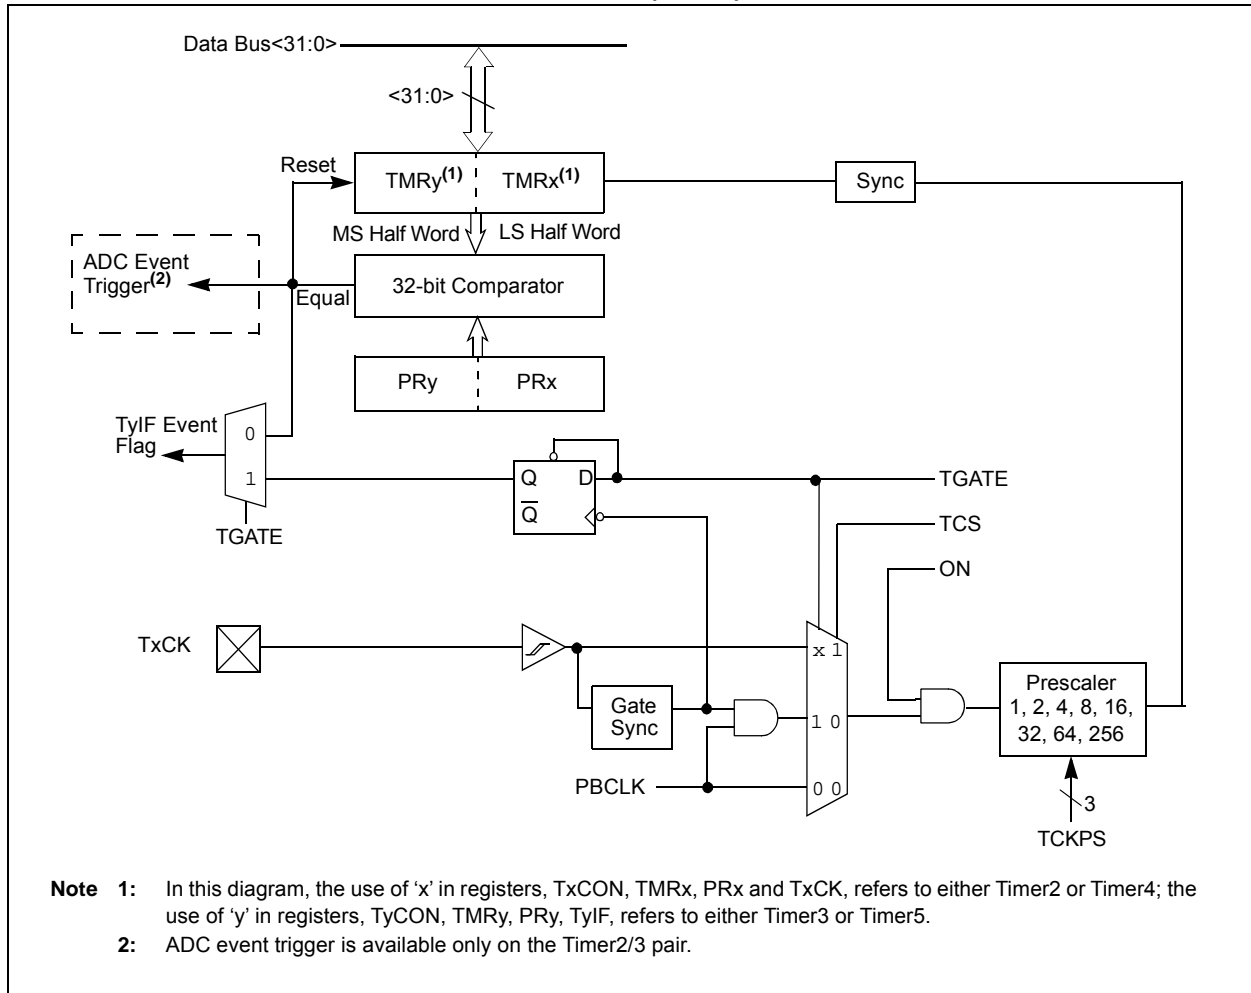 Data Bus<31:0>
<31:0>
Reset
TMRy(1)
TMRx(1)
Sync
MS Half Word
LS Half Word
ADC Event
Trigger(2)
Equal
32-bit Comparator
PRy
PRx
TyIF Event
Flag
0
1
TGATE
Q
D
Q
TGATE
TCS
ON
TxCK
x 1
Gate
Sync
1 0
PBCLK
0 0
Prescaler
1, 2, 4, 8, 16,
32, 64, 256
3
TCKPS
Note 1: In this diagram, the use of ‘x’ in registers, TxCON, TMRx, PRx and TxCK, refers to either Timer2 or Timer4; the
use of ‘y’ in registers, TyCON, TMRy, PRy, TyIF, refers to either Timer3 or Timer5.
2: ADC event trigger is available only on the Timer2/3 pair.